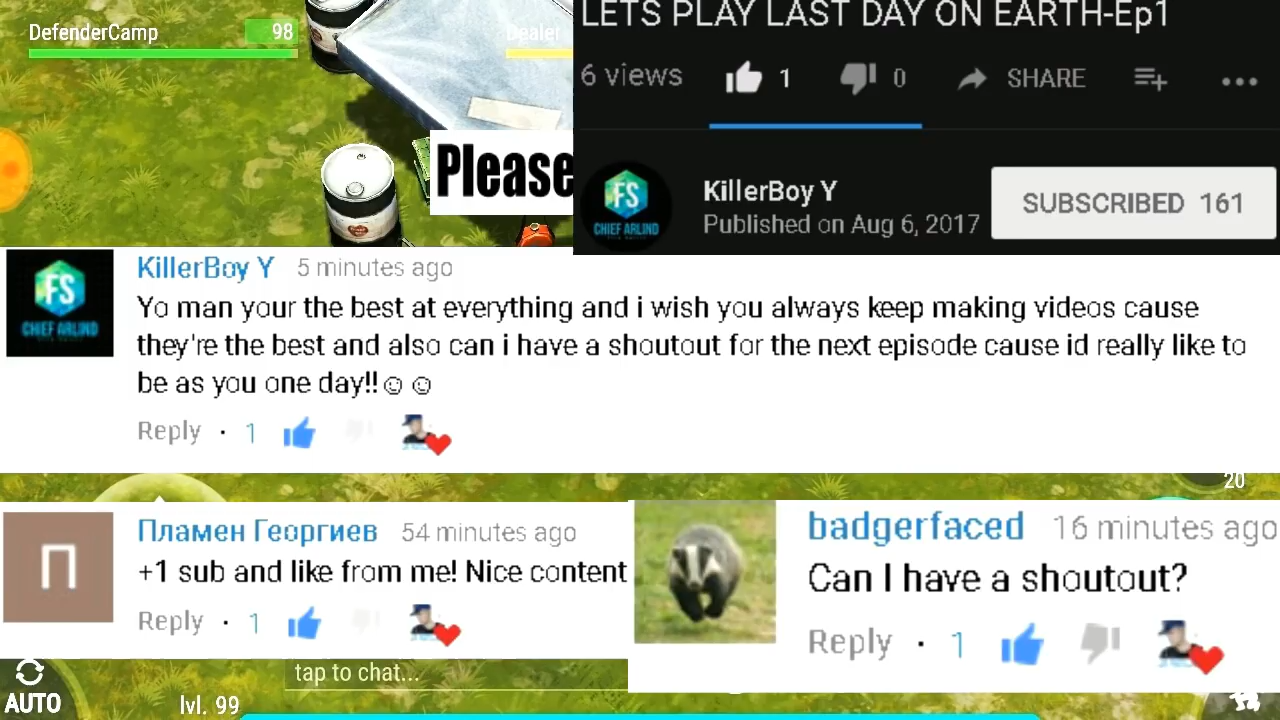 LETS PLAY LAST DAY ON EARTH-Ep1
DefenderCamp 98 Dealer
6 views 1 0 SHARE
Please
FS
CHIEF ARLIND
KillerBoy Y
Published on Aug 6, 2017
SUBSCRIBED 161
FS
CHIEF ARLIND
KillerBoy Y 5 minutes ago
Yo man your the best at everything and i wish you always keep making videos cause
they're the best and also can i have a shoutout for the next episode cause id really like to
be as you one day!!☺☺
Reply · 1
20
П
Пламен Георгиев 54 minutes ago
+1 sub and like from me! Nice content
Reply · 1
badgerfaced 16 minutes ago
Can I have a shoutout?
Reply · 1
tap to chat...
AUTO
lvl. 99